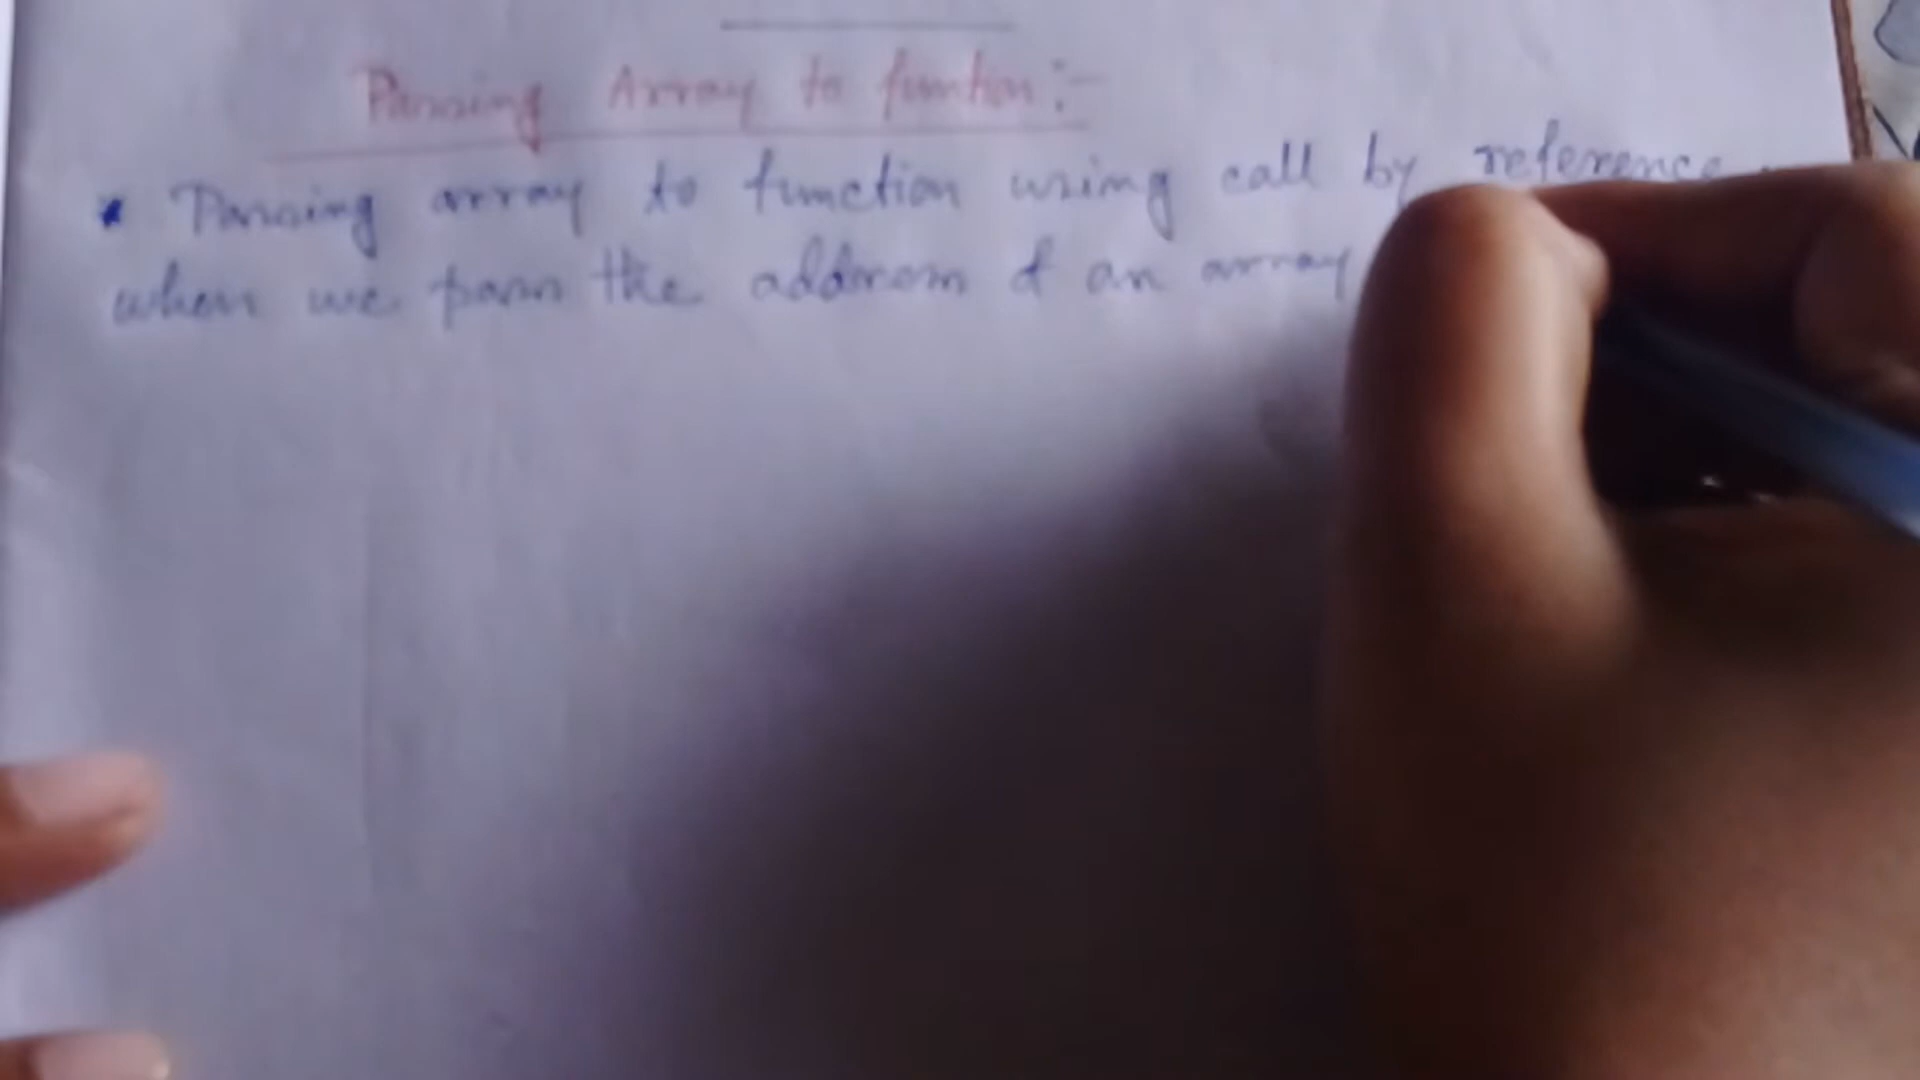 Passing Array to function:-
• Passing array to function using call by reference
when we pass the address of an array